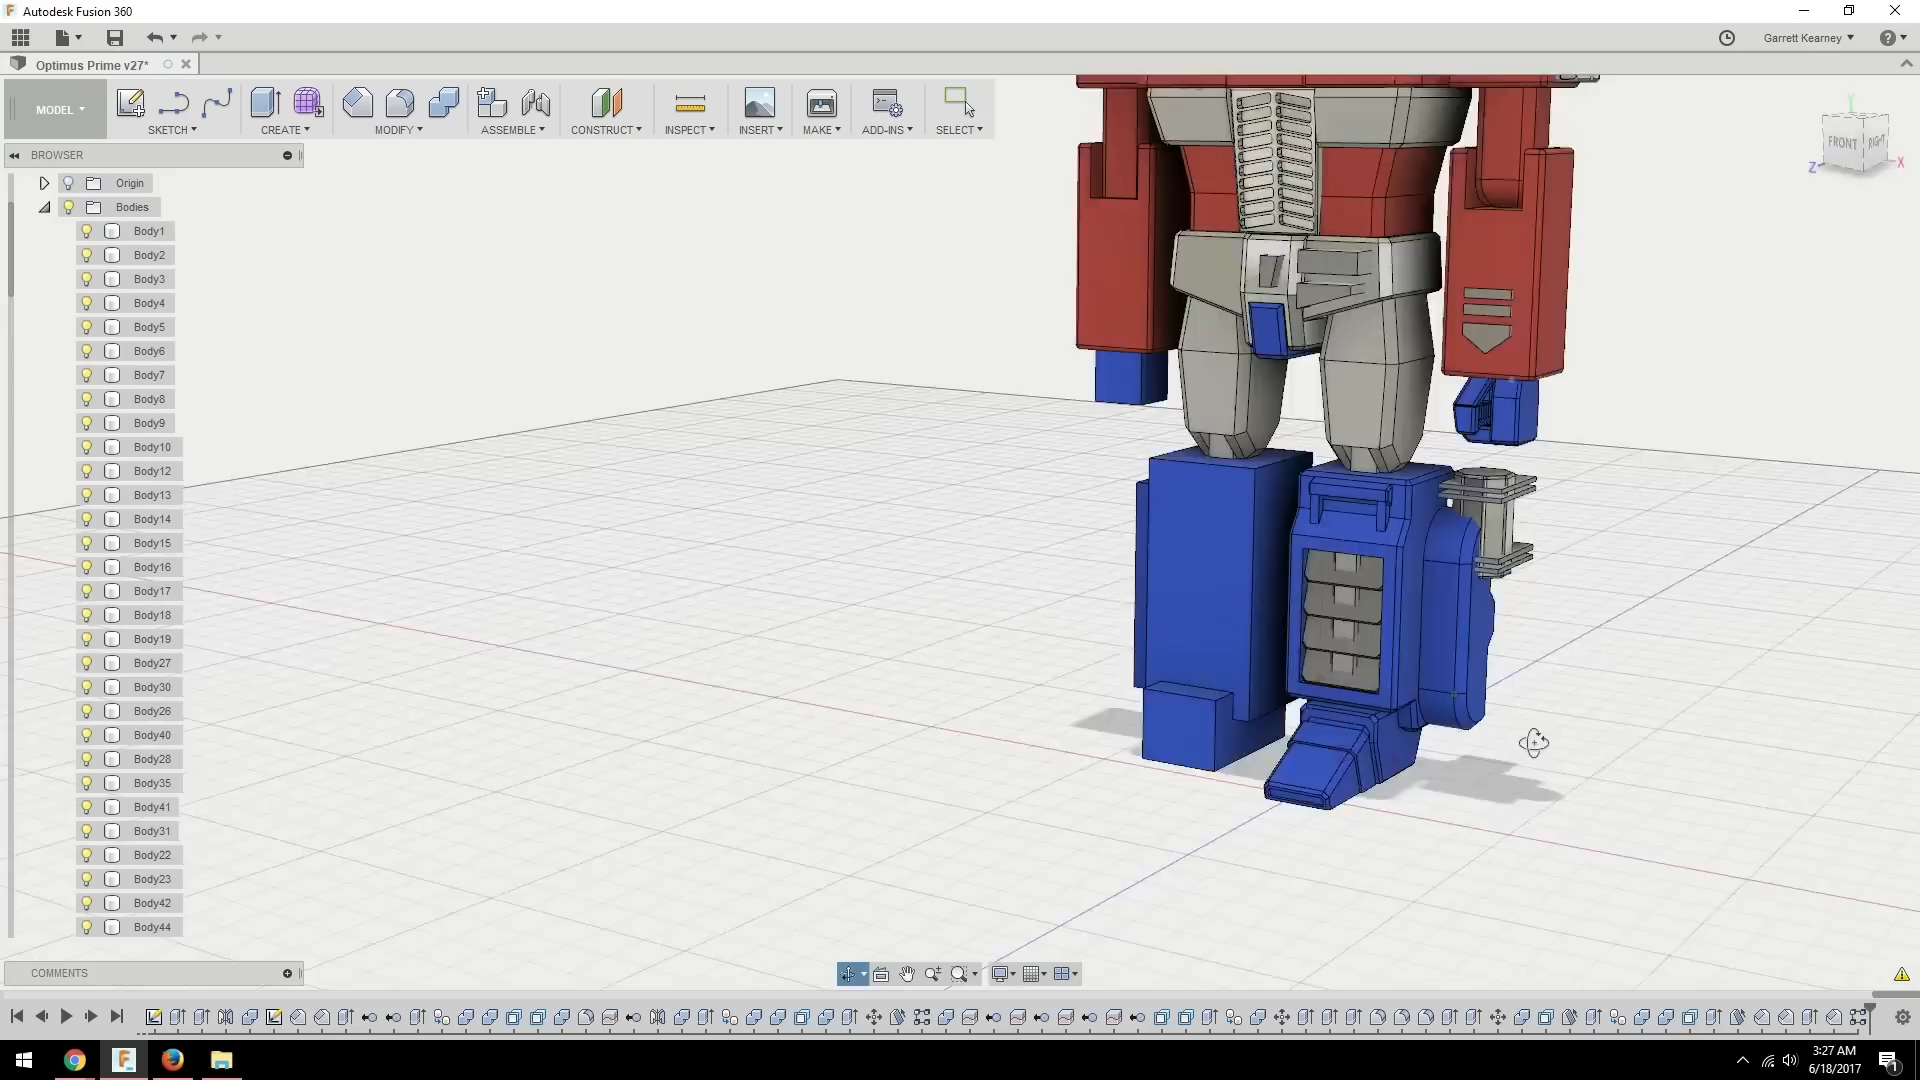 Autodesk Fusion 360
Garrett Kearney
Optimus Prime v27*
MODEL
SKETCH
CREATE
MODIFY
ASSEMBLE
CONSTRUCT
INSPECT
INSERT
MAKE
ADD-INS
SELECT
BROWSER
Origin
Bodies
Body1
Body2
Body3
Body4
Body5
Body6
Body7
Body8
Body9
Body10
Body12
Body13
Body14
Body15
Body16
Body17
Body18
Body19
Body27
Body30
Body26
Body40
Body28
Body35
Body41
Body31
Body22
Body23
Body42
Body44
Y
FRONT
RIGHT
Z
X
COMMENTS
3:27 AM
6/18/2017
1